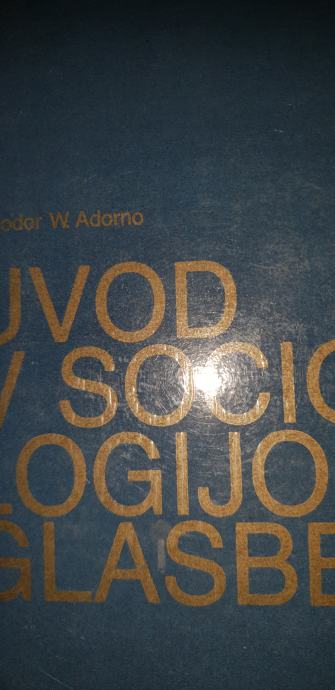 odor W. Adorno
UVOD
V SOCIO
LOGIJO
GLASBE